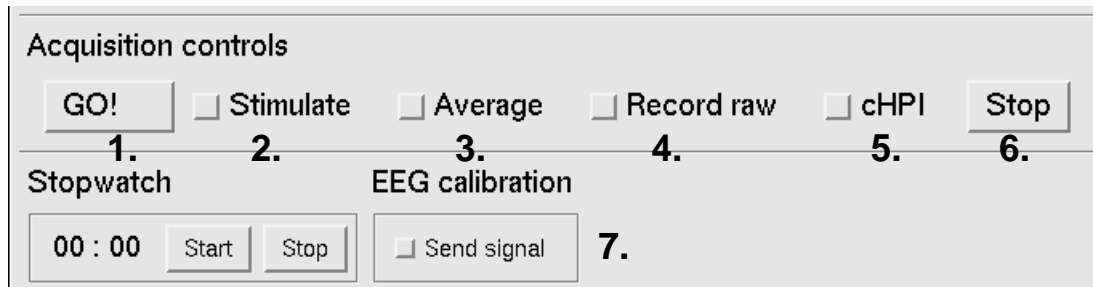 Acquisition controls
GO! Stimulate Average Record raw cHPI Stop
1. 2. 3. 4. 5. 6.
Stopwatch EEG calibration
00 : 00 Start Stop Send signal 7.